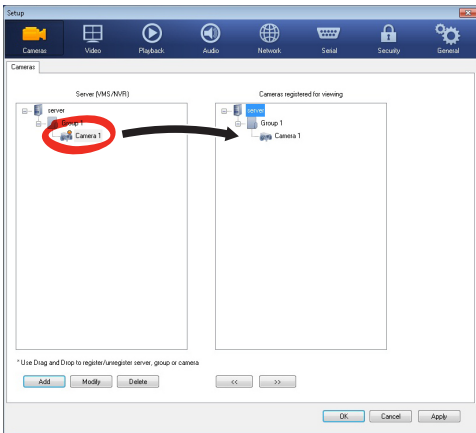 Setup
Cameras Video Playback Audio Network Serial Security General
Cameras
Server (VMS/NVR) Cameras registered for viewing
server server
Group 1 Group 1
Camera 1 Camera 1
* Use Drag and Drop to register/unregister server, group or camera
Add Modify Delete << >>
OK Cancel Apply